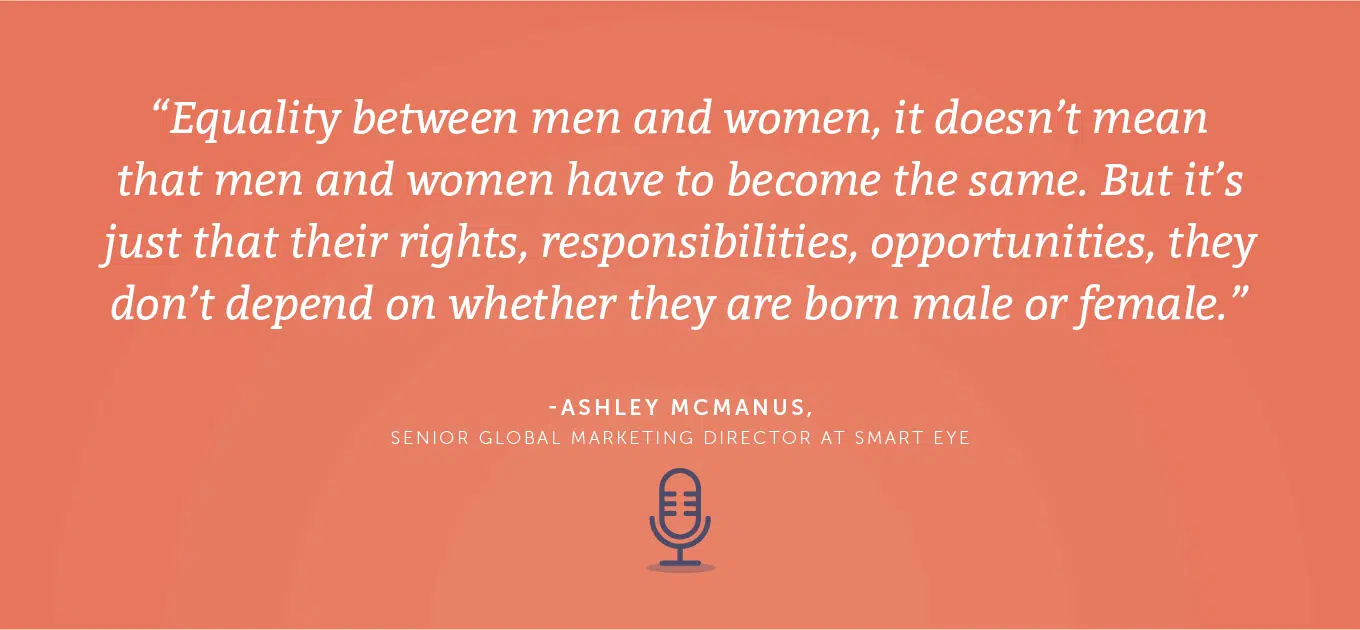 “Equality between men and women, it doesn’t mean
that men and women have to become the same. But it’s
just that their rights, responsibilities, opportunities, they
don’t depend on whether they are born male or female.”
-ASHLEY MCMANUS,
SENIOR GLOBAL MARKETING DIRECTOR AT SMART EYE